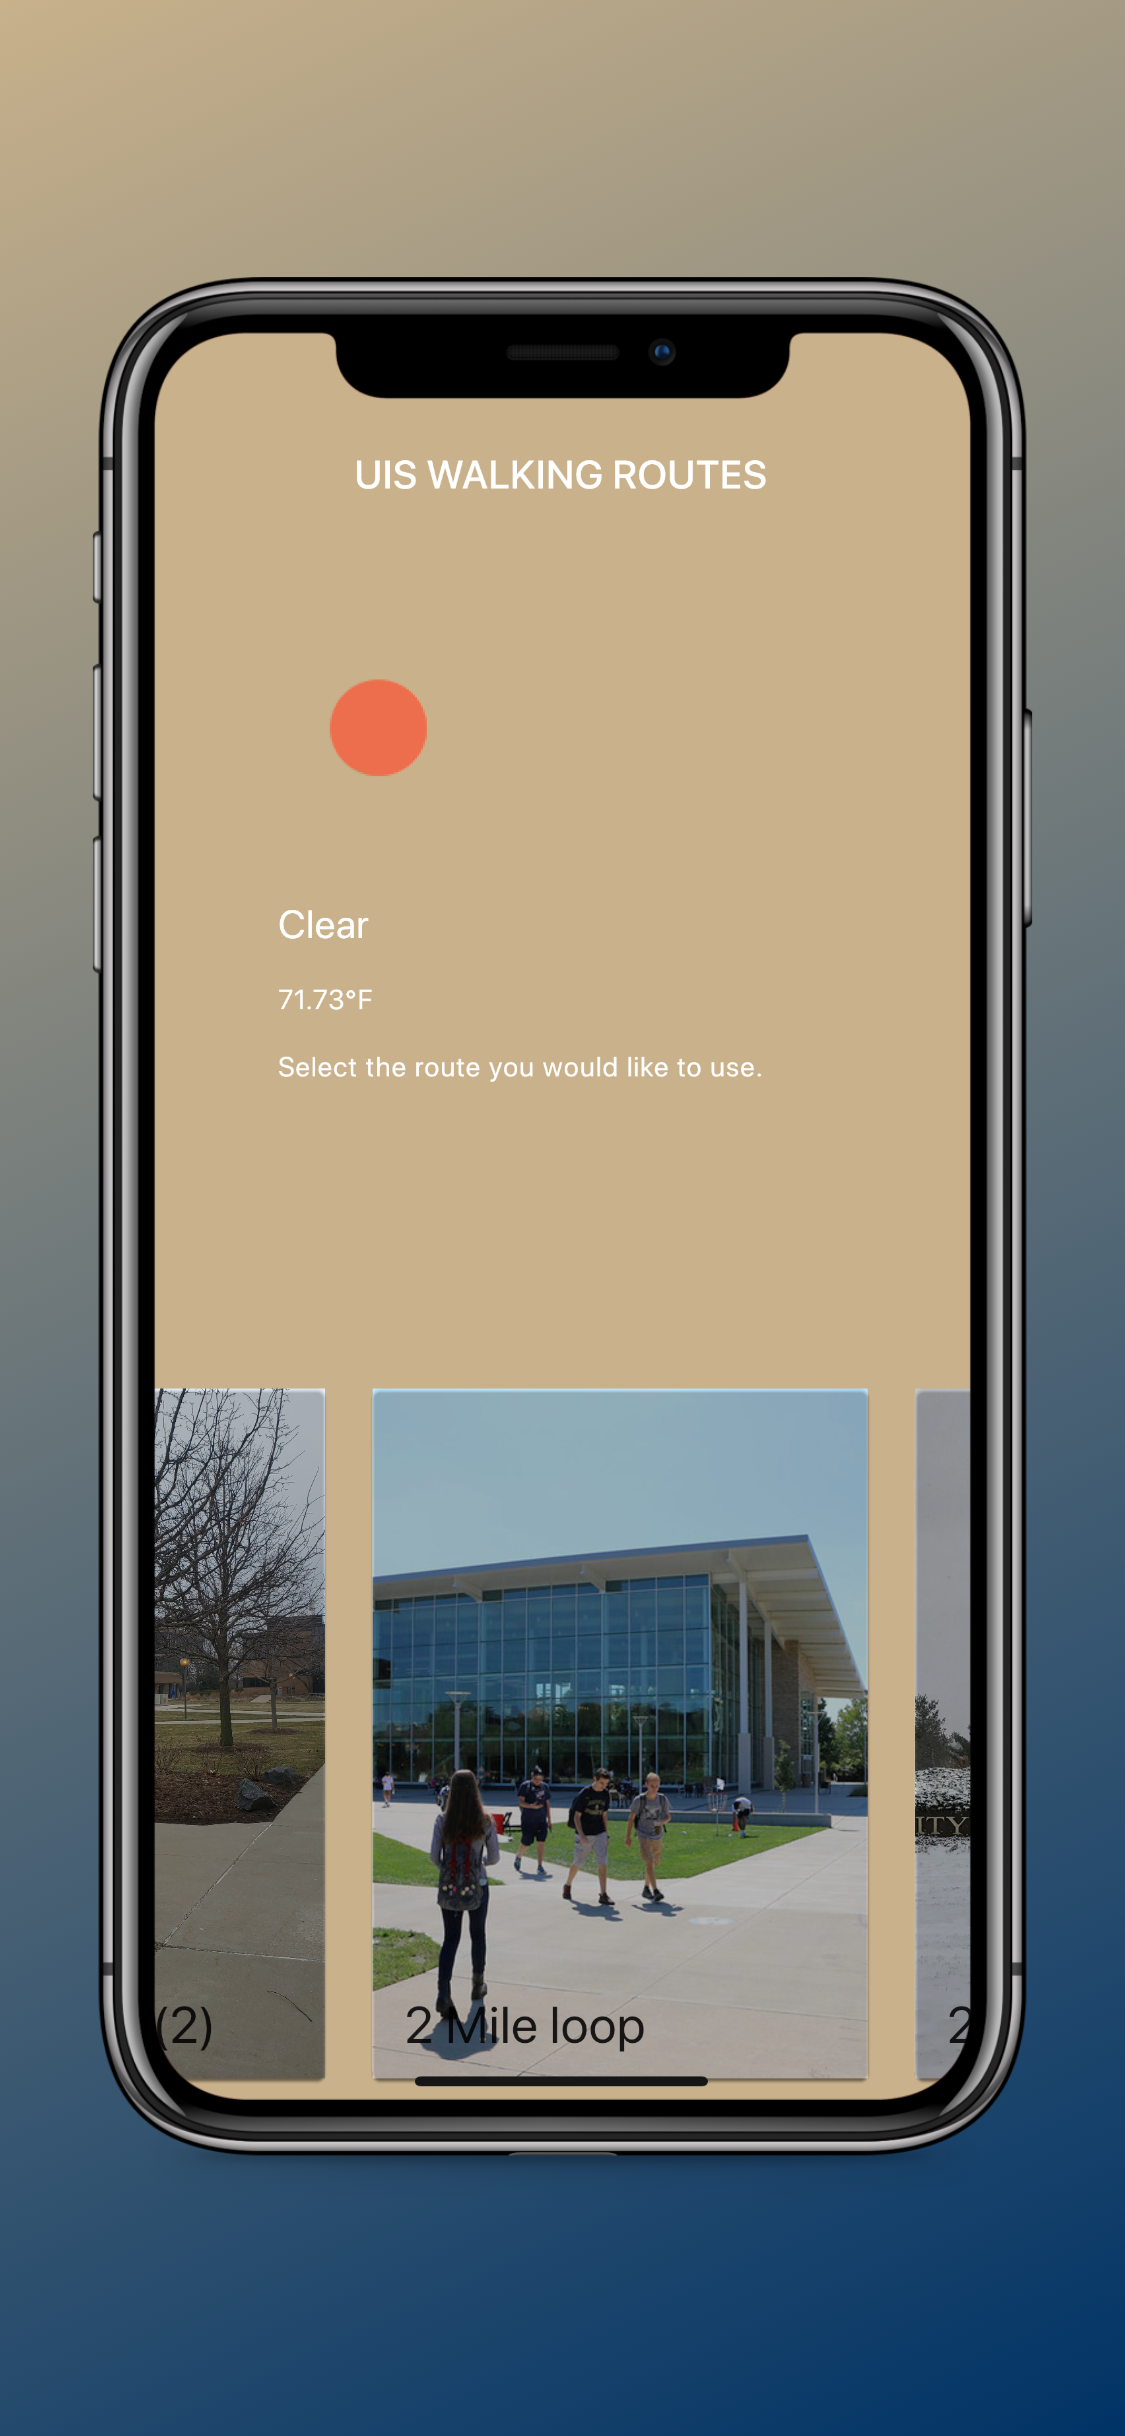 UIS WALKING ROUTES
Clear
71.73°F
Select the route you would like to use.
(2)
2 Mile loop
2
ITY